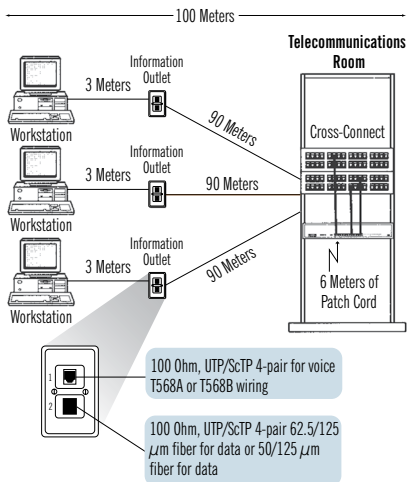 100 Meters
Telecommunications
Room
Information
Outlet
3 Meters
90 Meters
Cross-Connect
Workstation
Information
Outlet
3 Meters
90 Meters
Workstation
Information
Outlet
3 Meters
90 Meters
6 Meters of
Patch Cord
Workstation
1
2
100 Ohm, UTP/ScTP 4-pair for voice
T568A or T568B wiring
100 Ohm, UTP/ScTP 4-pair 62.5/125
μm fiber for data or 50/125 μm
fiber for data